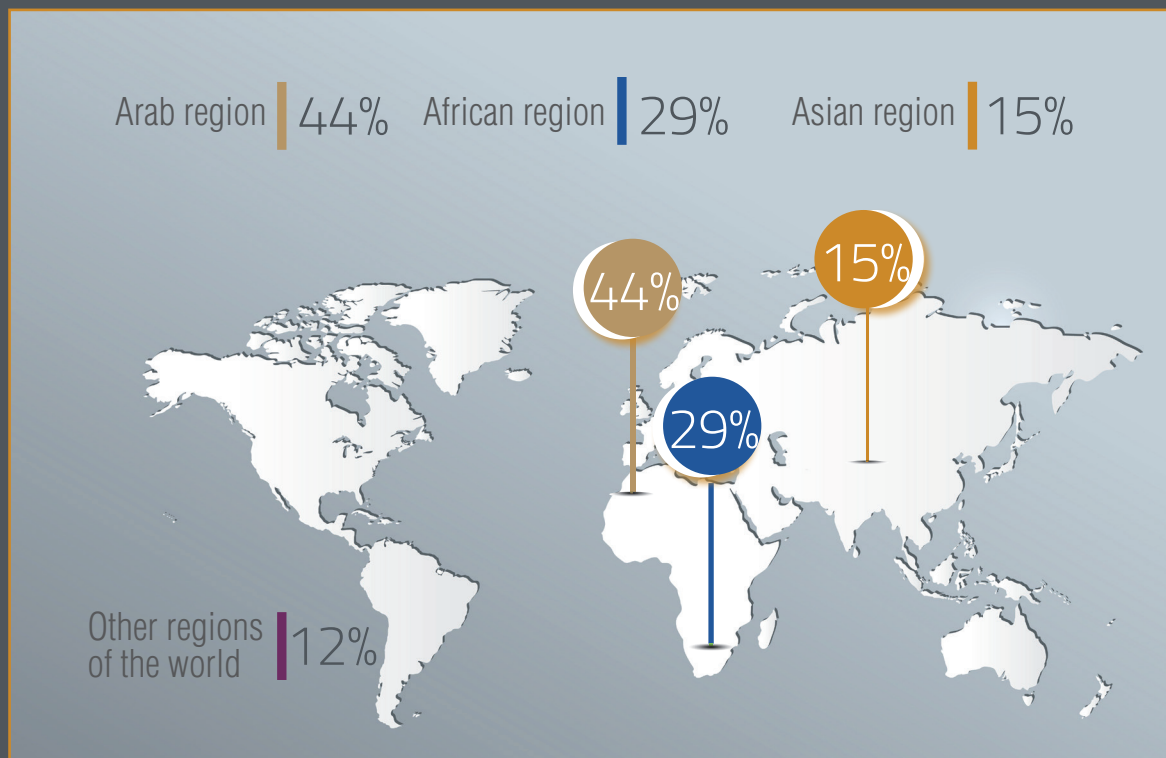 Arab region 44%
African region 29%
Asian region 15%
44%
15%
29%
Other regions
of the world
12%